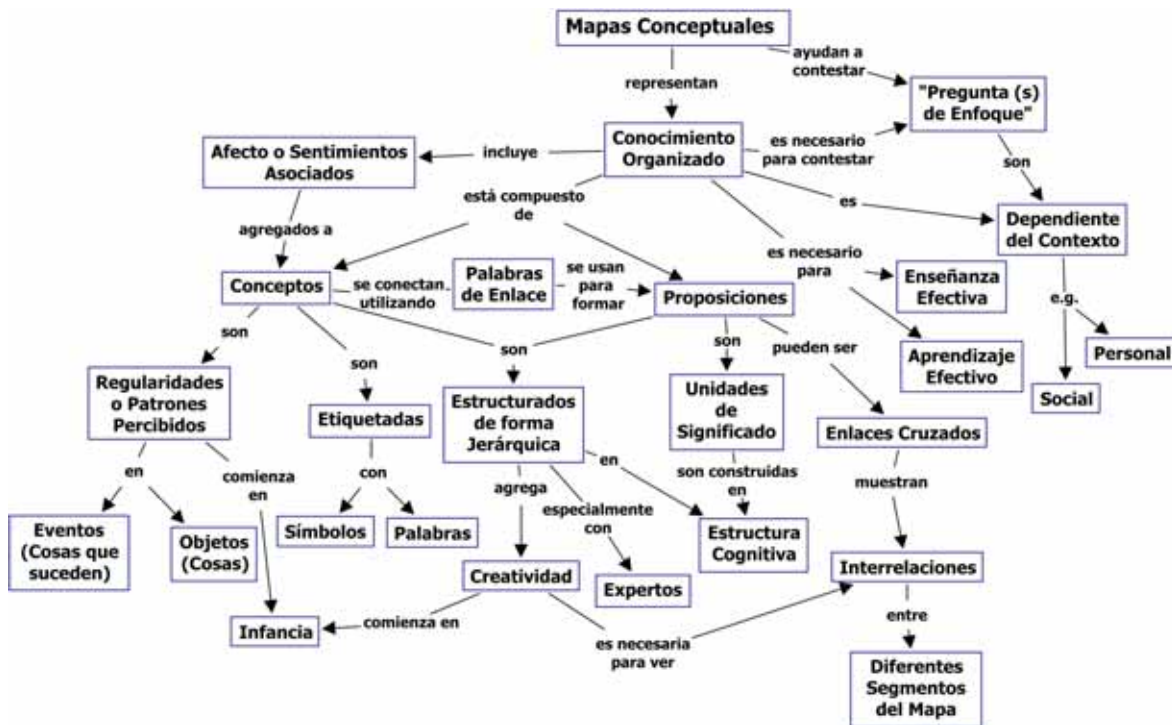 Mapas Conceptuales
ayudan a
contestar
representan
"Pregunta (s)
de Enfoque"
Conocimiento
Organizado
es necesario
para contestar
Afecto o Sentimientos
Asociados
incluye
son
está compuesto
de
es
Dependiente
del Contexto
agregados a
es necesario
para
Conceptos
se conectan
utilizando
Palabras
de Enlace
se usan
para
formar
Proposiciones
Enseñanza
Efectiva
e.g.
son
son
son
son
pueden ser
Aprendizaje
Efectivo
Personal
Social
Regularidades
o Patrones
Percibidos
Etiquetadas
Estructurados
de forma
Jerárquica
Unidades
de
Significado
Enlaces Cruzados
en
comienza
en
con
agrega
especialmente
con
en
son construidas
en
muestran
Eventos
(Cosas que
suceden)
Objetos
(Cosas)
Símbolos
Palabras
Estructura
Cognitiva
Creatividad
Expertos
Interrelaciones
Infancia
comienza en
es necesaria
para ver
entre
Diferentes
Segmentos
del Mapa